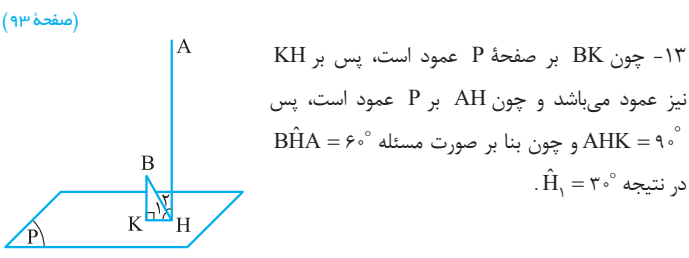 (صفحهٔ ۹۳)
۱۳- چون BK بر صفحهٔ P عمود است، پس بر KH
نیز عمود می‌باشد و چون AH بر P عمود است، پس
AHK = ۹۰° و چون بنا بر صورت مسئله BĤA = ۶۰°
در نتیجه Ĥ₁ = ۳۰°.
A
B
۱ ۲
K H
P